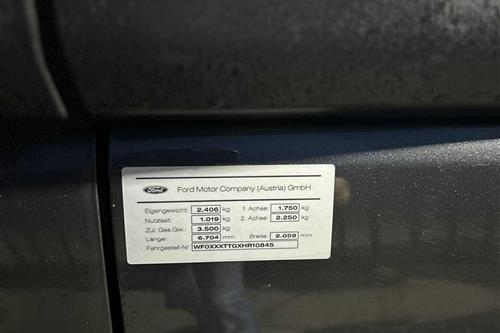 Ford Ford Motor Company (Austria) GmbH
Eigengewicht: 2.406 kg 1. Achse: 1.750 kg
Nutzlast: 1.019 kg 2. Achse: 2.250 kg
Zul. Ges.Gw.: 3.500 kg
Länge: 6.704 mm Breite: 2.059 mm
Fahrgestell-Nr WF0XXXTTGXHR10845